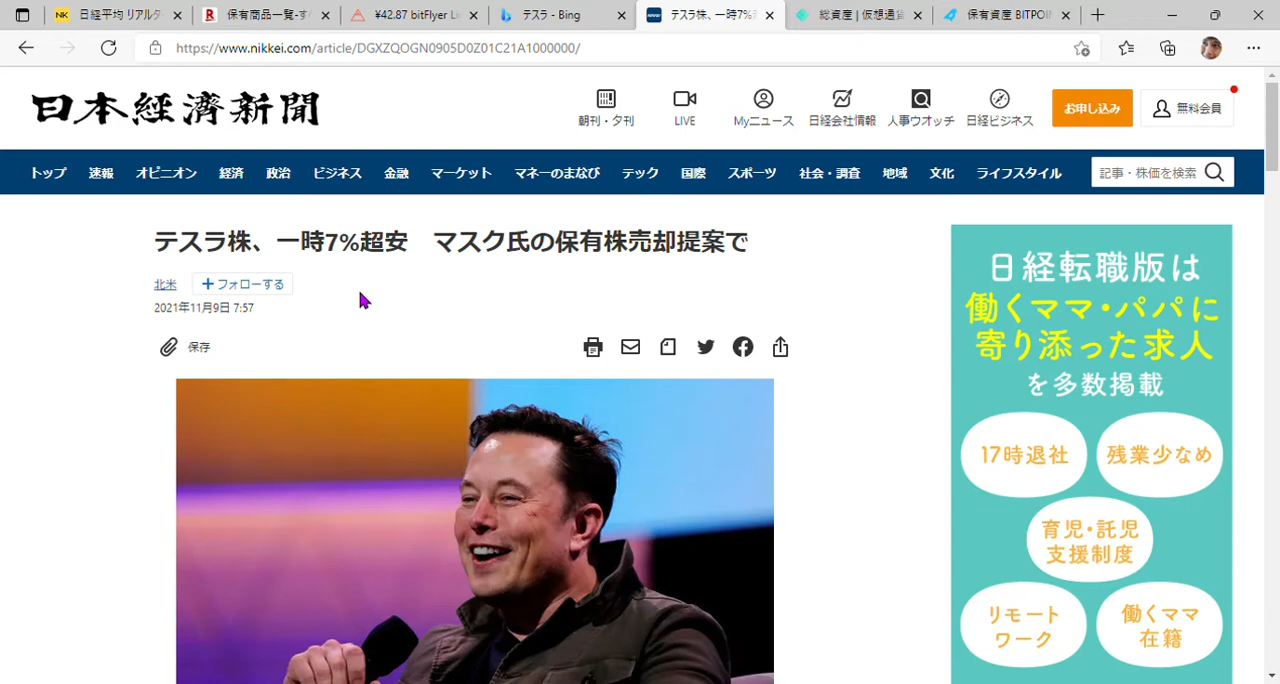 日経平均 リアルタ
保有商品一覧-す
¥42.87 bitFlyer Li
テスラ - Bing
テスラ株、一時7%
総資産 | 仮想通貨
保有資産 BITPOI
https://www.nikkei.com/article/DGXZQOGN0905D0Z01C21A1000000/
日本経済新聞
朝刊・夕刊
LIVE
Myニュース
日経会社情報
人事ウオッチ
日経ビジネス
お申し込み
無料会員
トップ 速報 オピニオン 経済 政治 ビジネス 金融 マーケット マネーのまなび テック 国際 スポーツ 社会・調査 地域 文化 ライフスタイル
記事・株価を検索
テスラ株、一時7%超安 マスク氏の保有株売却提案で
北米
+フォローする
2021年11月9日 7:57
保存
日経転職版は
働くママ・パパに
寄り添った求人
を多数掲載
17時退社
残業少なめ
育児・託児
支援制度
リモート
ワーク
働くママ
在籍